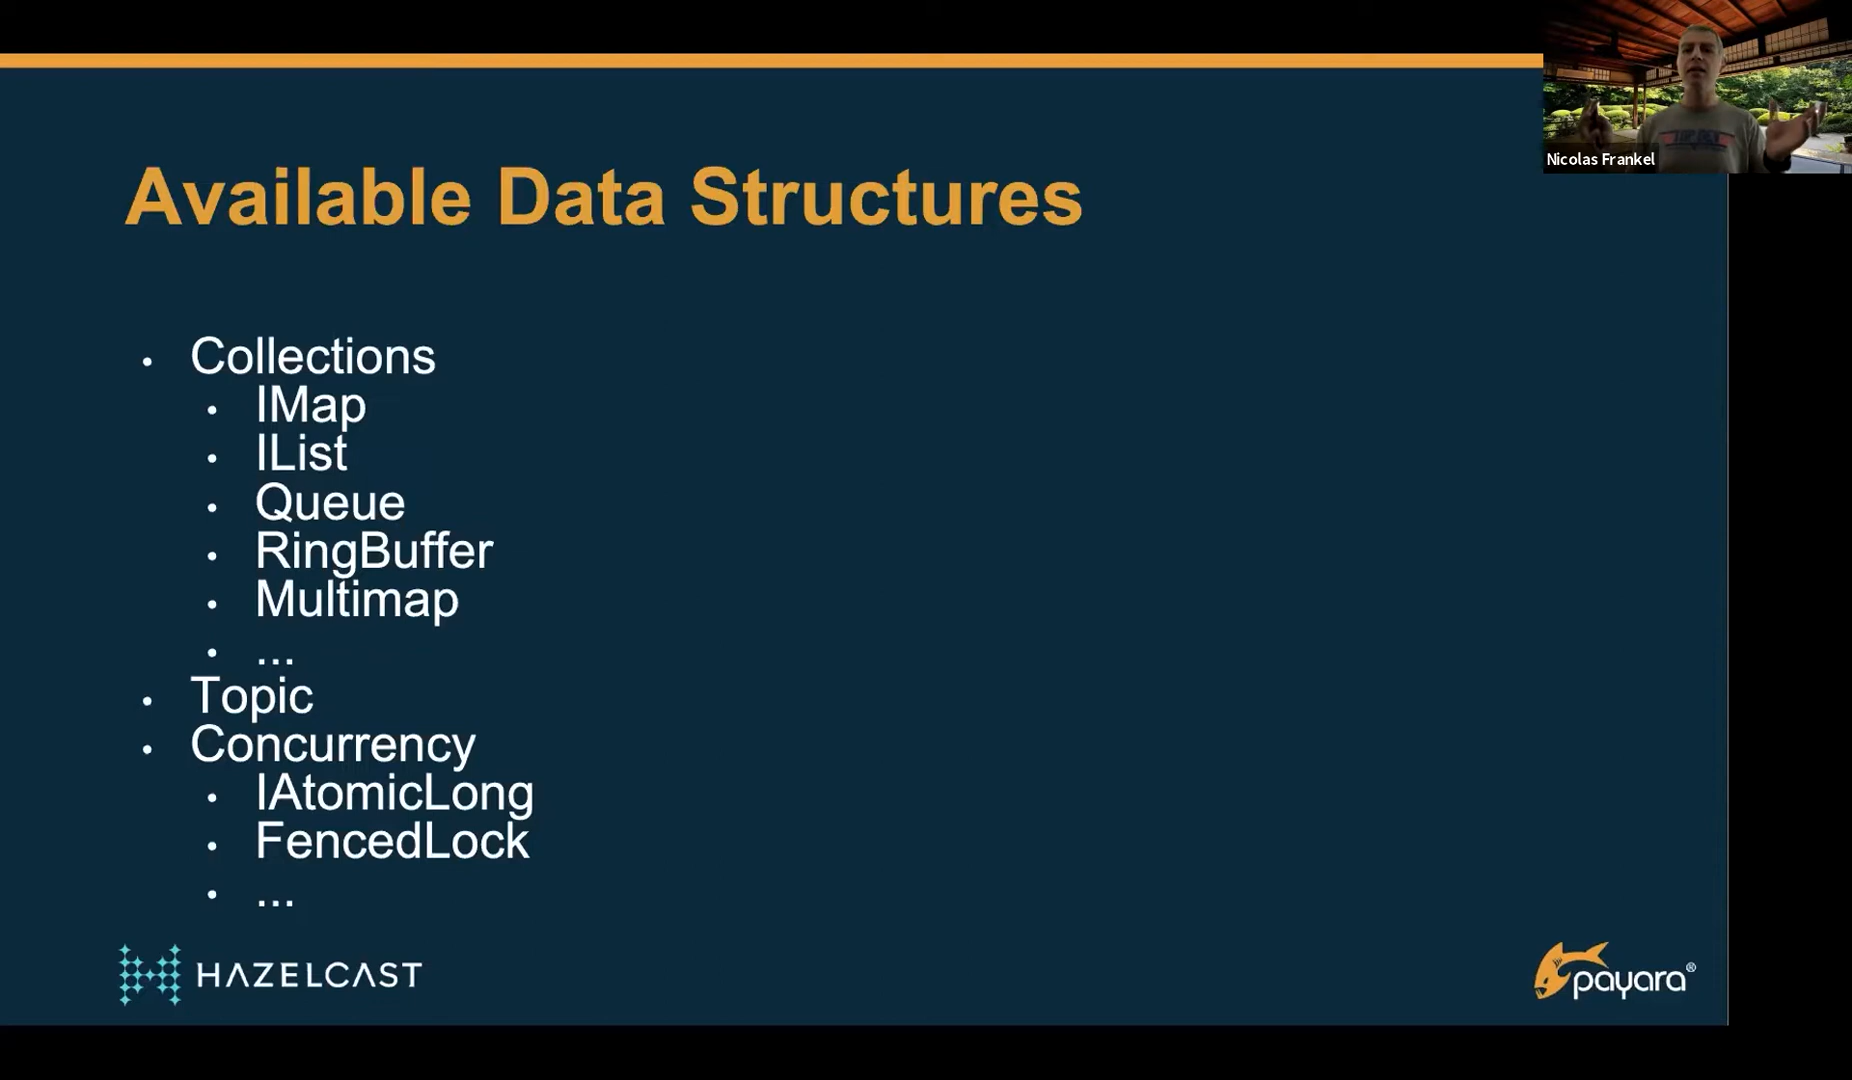 Nicolas Frankel
Available Data Structures
• Collections
• IMap
• IList
• Queue
• RingBuffer
• Multimap
• ...
• Topic
• Concurrency
• IAtomicLong
• FencedLock
• ...
HAZELCAST
payara®